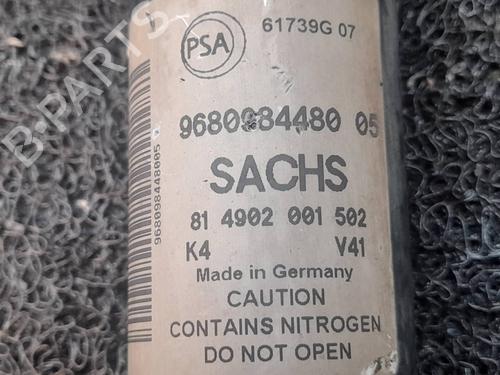 PSA
61739G 07
9680984480 05
SACHS
81 4902 001 502
K4 V41
Made in Germany
CAUTION
CONTAINS NITROGEN
DO NOT OPEN
968098448005
B-PARTS